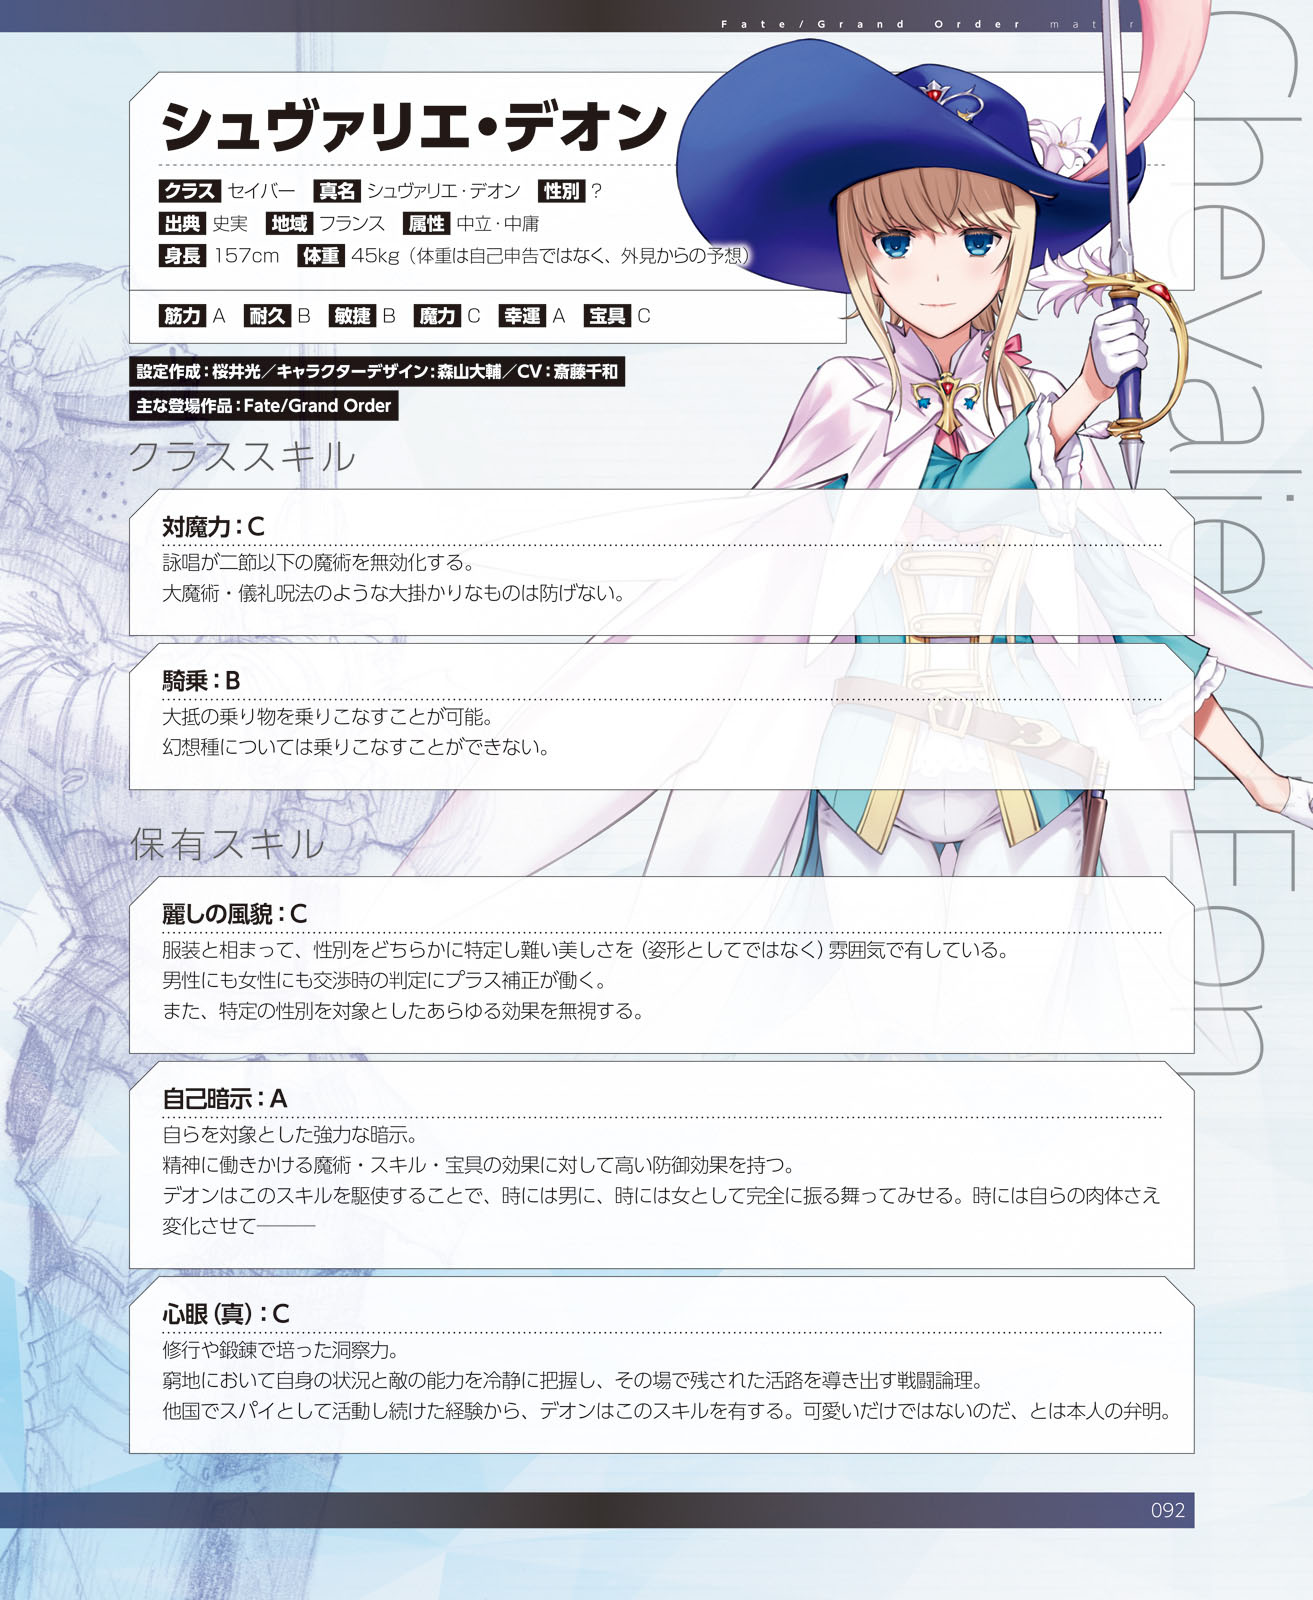 Fate/Grand Order mater
シュヴァリエ・デオン
クラス セイバー 真名 シュヴァリエ・デオン 性別 ?
出典 史実 地域 フランス 属性 中立・中庸
身長 157cm 体重 45kg（体重は自己申告ではなく、外見からの予想）
筋力 A 耐久 B 敏捷 B 魔力 C 幸運 A 宝具 C
設定作成：桜井光／キャラクターデザイン：森山大輔／CV：斎藤千和
主な登場作品：Fate/Grand Order
Chevalier d'Eon
クラススキル
対魔力：C
詠唱が二節以下の魔術を無効化する。
大魔術・儀礼呪法のような大掛かりなものは防げない。
騎乗：B
大抵の乗り物を乗りこなすことが可能。
幻想種については乗りこなすことができない。
保有スキル
麗しの風貌：C
服装と相まって、性別をどちらかに特定し難い美しさを（姿形としてではなく）雰囲気で有している。
男性にも女性にも交渉時の判定にプラス補正が働く。
また、特定の性別を対象としたあらゆる効果を無視する。
自己暗示：A
自らを対象とした強力な暗示。
精神に働きかける魔術・スキル・宝具の効果に対して高い防御効果を持つ。
デオンはこのスキルを駆使することで、時には男に、時には女として完全に振る舞ってみせる。時には自らの肉体さえ
変化させて―――
心眼（真）：C
修行や鍛錬で培った洞察力。
窮地において自身の状況と敵の能力を冷静に把握し、その場で残された活路を導き出す戦闘論理。
他国でスパイとして活動し続けた経験から、デオンはこのスキルを有する。可愛いだけではないのだ、とは本人の弁明。
092